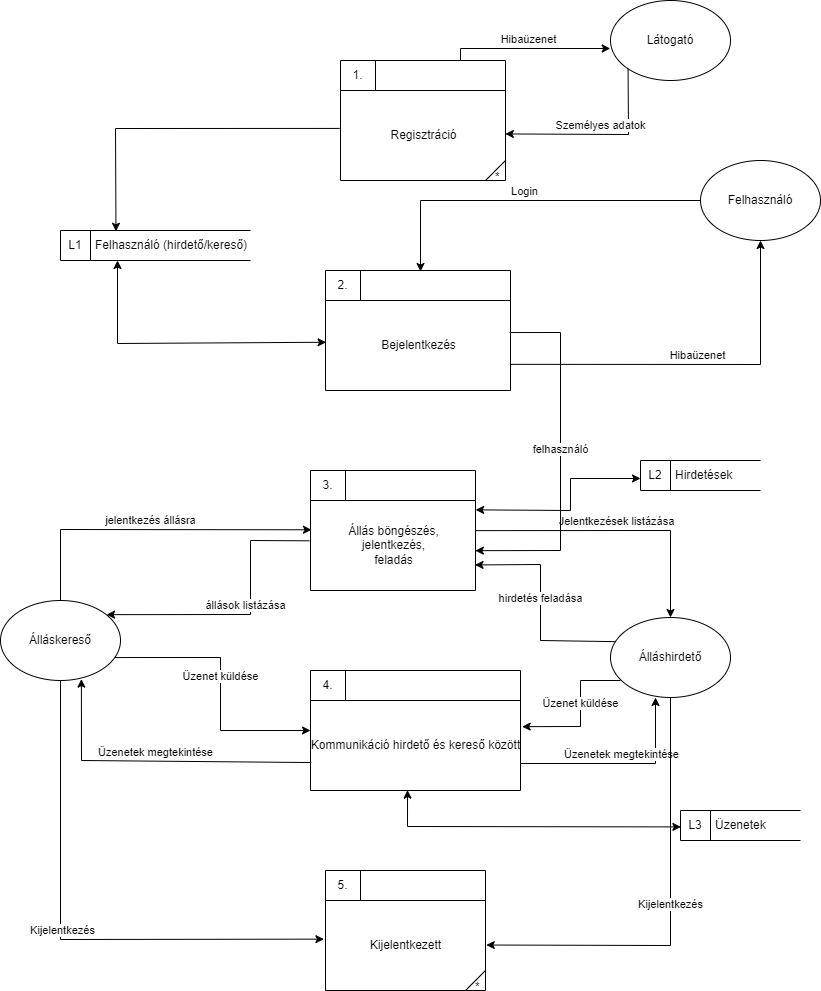 Hibaüzenet
Látogató
1.
Személyes adatok
Regisztráció
*
Login
Felhasználó
L1 Felhasználó (hirdető/kereső)
2.
Bejelentkezés
Hibaüzenet
felhasználó
L2 Hirdetések
3.
jelentkezés állásra
Jelentkezések listázása
Állás böngészés,
jelentkezés,
feladás
állások listázása
hirdetés feladása
Álláskereső
Álláshirdető
Üzenet küldése
4.
Üzenet küldése
Kommunikáció hirdető és kereső között
Üzenetek megtekintése
Üzenetek megtekintése
L3 Üzenetek
5.
Kijelentkezés
Kijelentkezés
Kijelentkezett
*